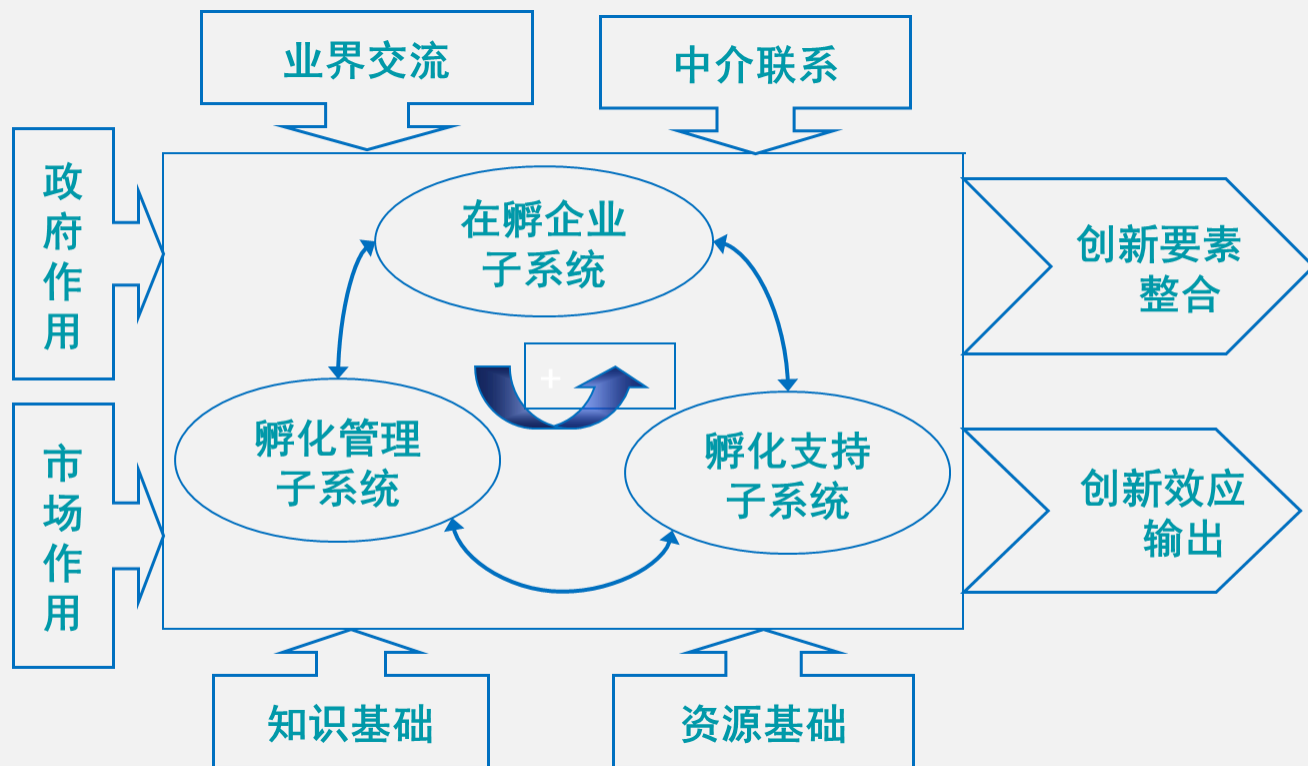 业界交流
中介联系
政
府
作
用
市
场
作
用
在孵企业
子系统
+
孵化管理
子系统
孵化支持
子系统
创新要素
整合
创新效应
输出
知识基础
资源基础